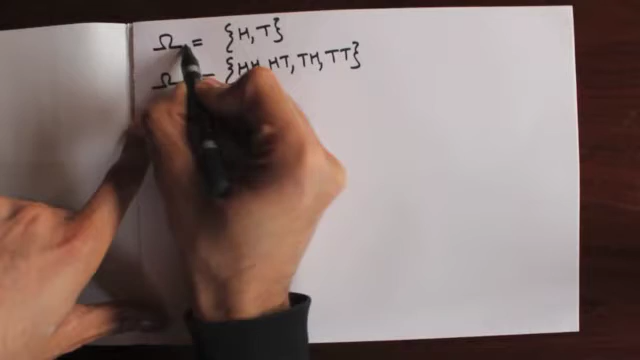 Ω = {H, T}
Ω = {HH, HT, TH, TT}